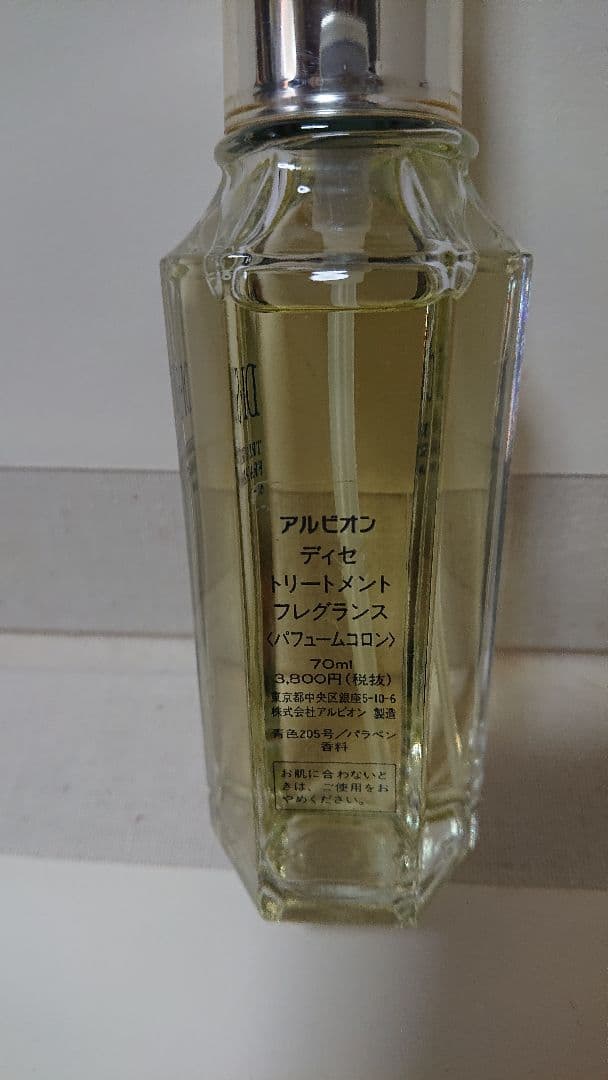 アルビオン
ディセ
トリートメント
フレグランス
〈パフュームコロン〉
70ml
3,800円(税抜)
東京都中央区銀座5-10-6
株式会社アルビオン 製造
青色205号/パラベン
香料
お肌に合わないと
きは、ご使用をお
やめください。